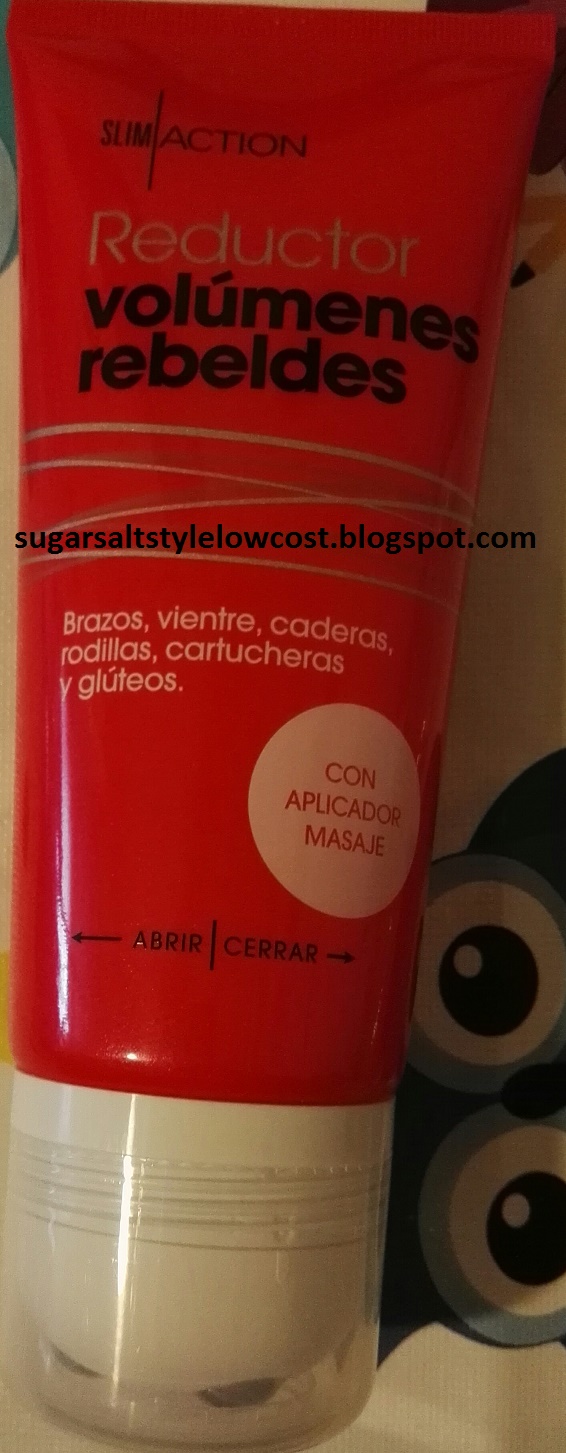 SLIM ACTION
Reductor
volúmenes
rebeldes
sugarsaltstylelowcost.blogspot.com
Brazos, vientre, caderas,
rodillas, cartucheras
y glúteos.
CON
APLICADOR
MASAJE
← ABRIR | CERRAR →